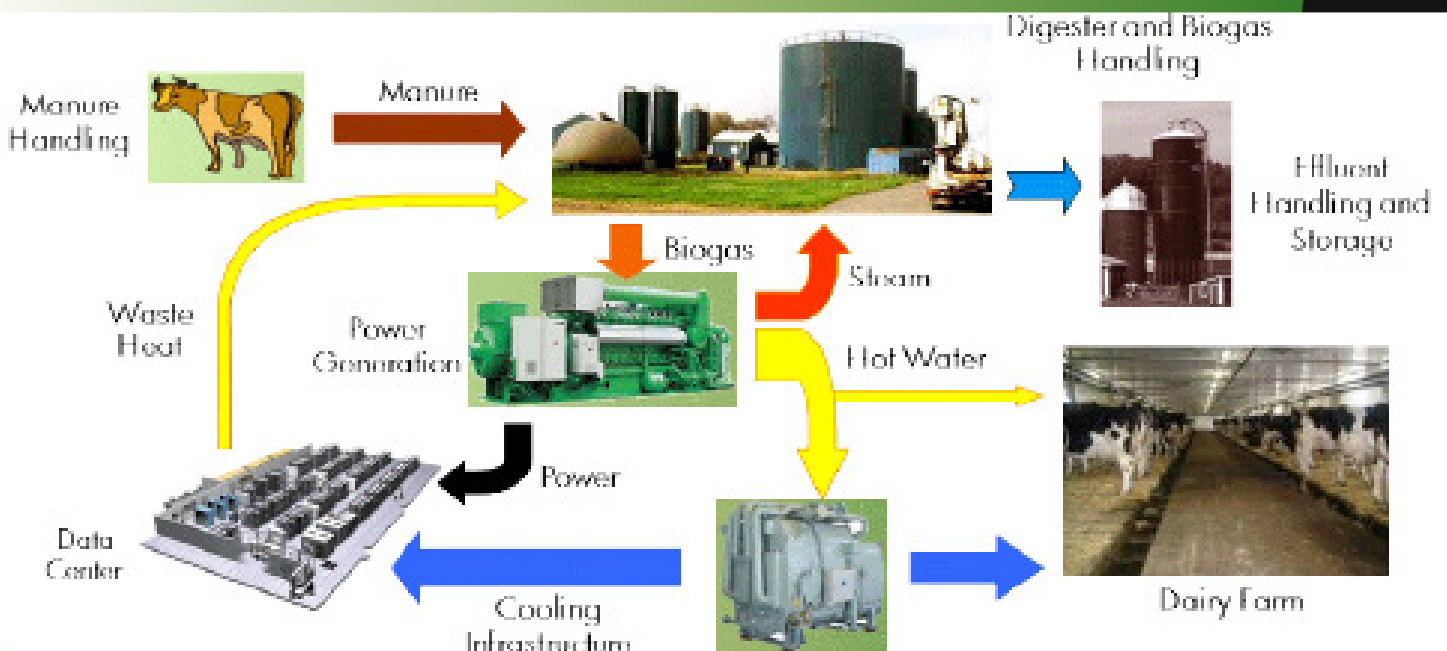 Digester and Biogas
Handling
Manure
Handling
Manure
Effluent
Handling and
Storage
Biogas
Steam
Waste
Heat
Power
Generation
Hot Water
Power
Data
Center
Cooling
Infrastructure
Dairy Farm